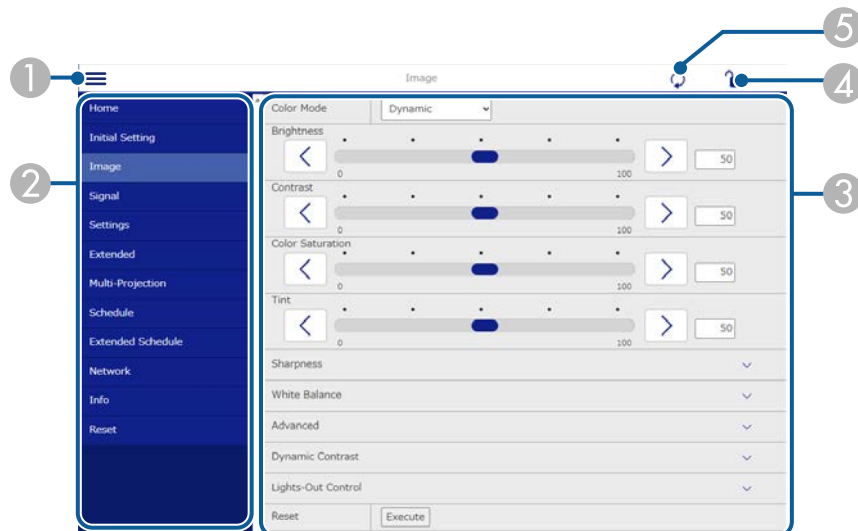 5
1
Image
4
Home
Initial Setting
Image
Signal
Settings
Extended
Multi-Projection
Schedule
Extended Schedule
Network
Info
Reset
2
Color Mode Dynamic
Brightness
50
0 100
Contrast
50
0 100
Color Saturation
50
0 100
Tint
50
0 100
Sharpness
White Balance
Advanced
Dynamic Contrast
Lights-Out Control
Reset Execute
3